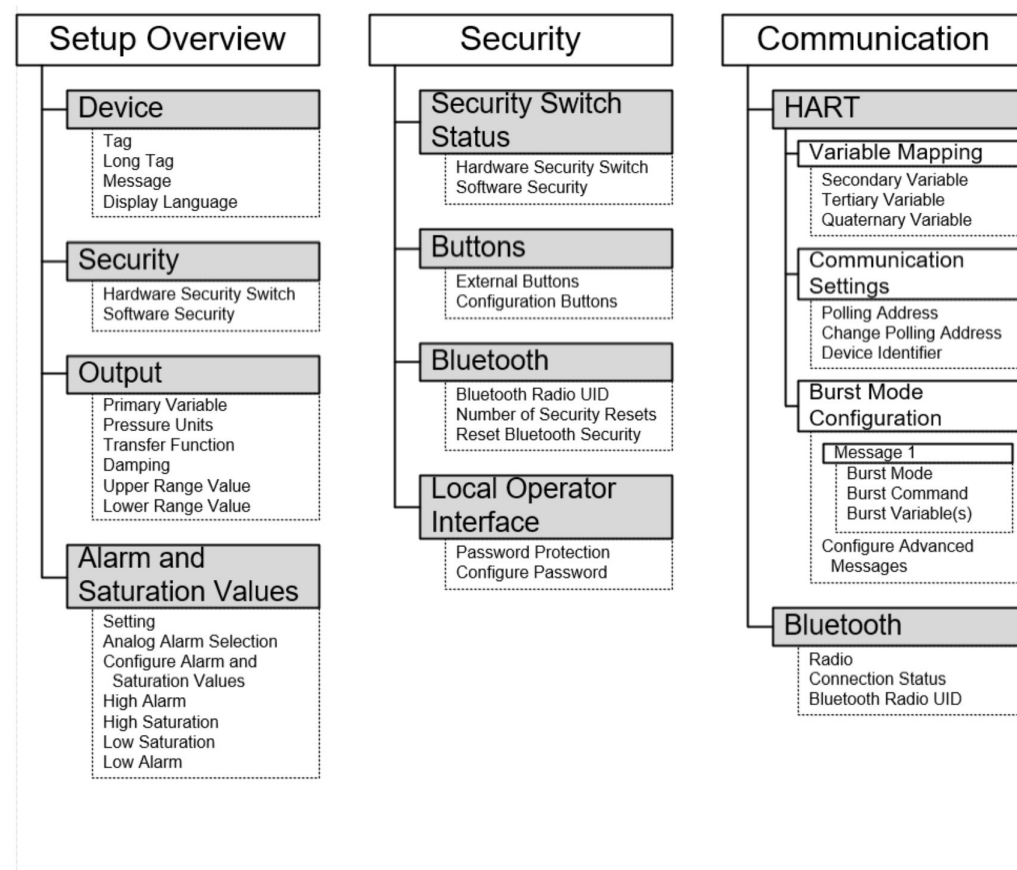 Setup Overview
Device
Tag
Long Tag
Message
Display Language
Security
Hardware Security Switch
Software Security
Output
Primary Variable
Pressure Units
Transfer Function
Damping
Upper Range Value
Lower Range Value
Alarm and
Saturation Values
Setting
Analog Alarm Selection
Configure Alarm and
Saturation Values
High Alarm
High Saturation
Low Saturation
Low Alarm
Security
Security Switch
Status
Hardware Security Switch
Software Security
Buttons
External Buttons
Configuration Buttons
Bluetooth
Bluetooth Radio UID
Number of Security Resets
Reset Bluetooth Security
Local Operator
Interface
Password Protection
Configure Password
Communication
HART
Variable Mapping
Secondary Variable
Tertiary Variable
Quaternary Variable
Communication
Settings
Polling Address
Change Polling Address
Device Identifier
Burst Mode
Configuration
Message 1
Burst Mode
Burst Command
Burst Variable(s)
Configure Advanced
Messages
Bluetooth
Radio
Connection Status
Bluetooth Radio UID